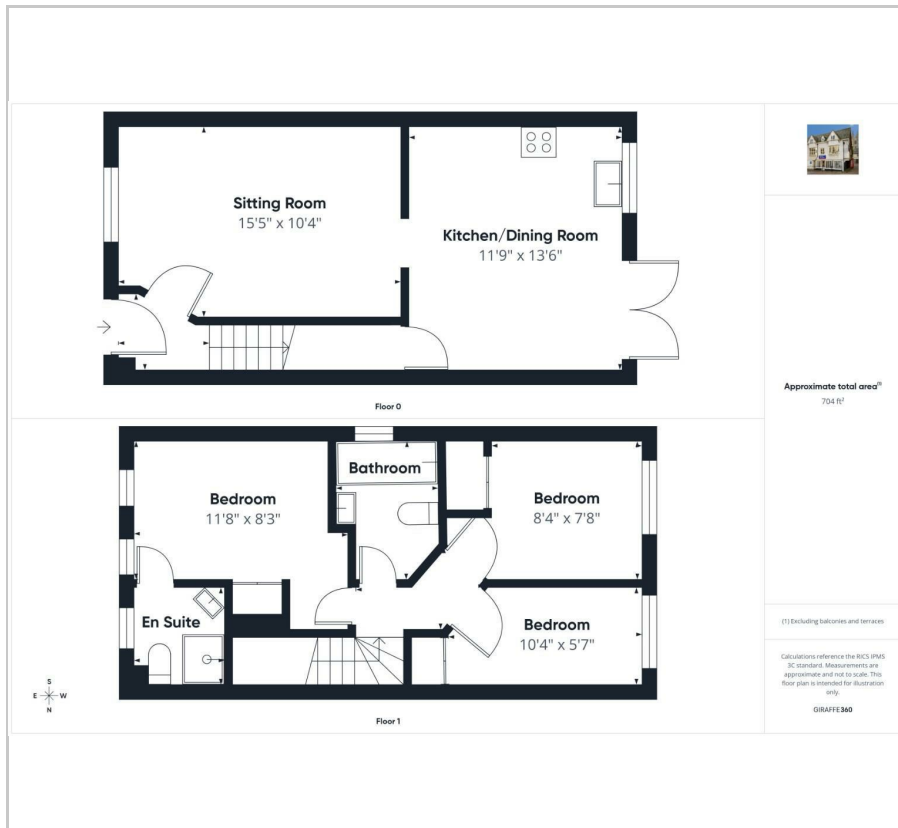 Sitting Room
15'5" x 10'4"
Kitchen/Dining Room
11'9" x 13'6"
Floor 0
Bedroom
11'8" x 8'3"
Bathroom
Bedroom
8'4" x 7'8"
En Suite
Bedroom
10'4" x 5'7"
S
E W
N
Floor 1
Approximate total area⁽¹⁾
704 ft²
(1) Excluding balconies and terraces
Calculations reference the RICS IPMS
3C standard. Measurements are
approximate and not to scale. This
floor plan is intended for illustration
only.
GIRAFFE360